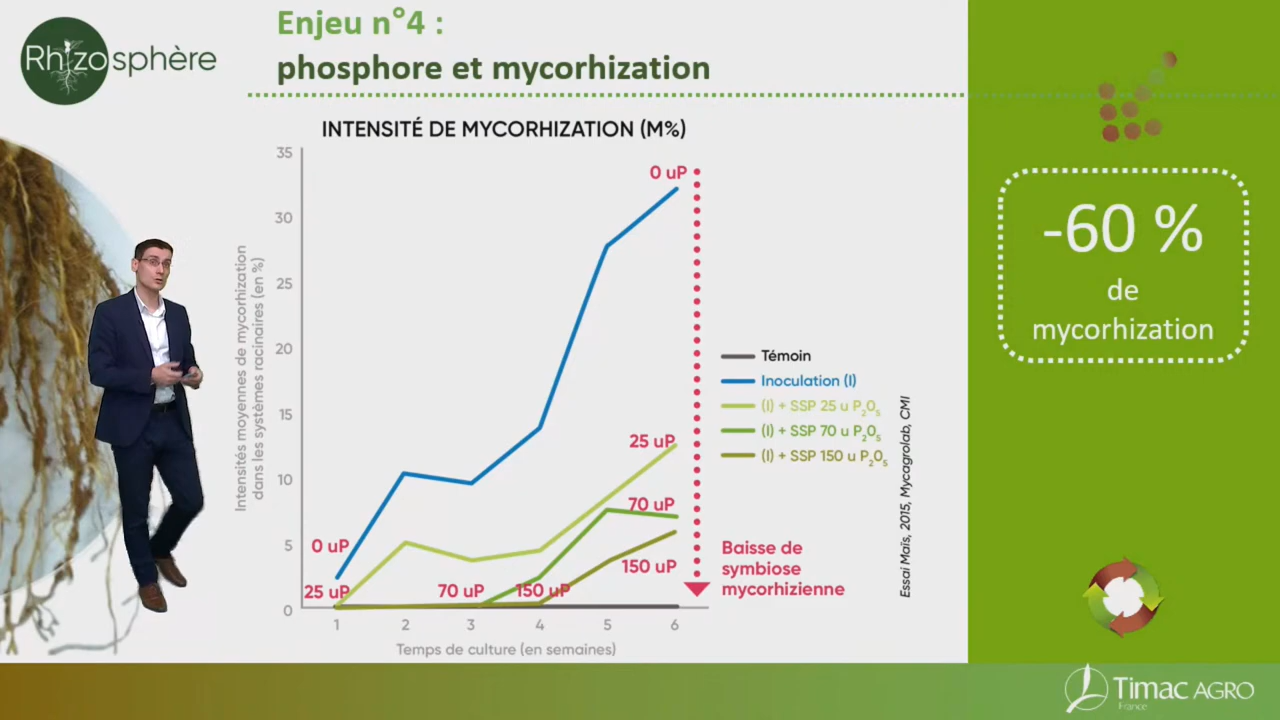 Rhizosphère
Enjeu n°4 :
phosphore et mycorhization
INTENSITÉ DE MYCORHIZATION (M%)
Intensités moyennes de mycorhization
dans les systèmes racinaires (en %)
35
30
25
20
15
10
5
0
0 uP
25 uP
70 uP
150 uP
0 uP
25 uP
70 uP
150 uP
1 2 3 4 5 6
Temps de culture (en semaines)
Témoin
Inoculation (I)
(I) + SSP 25 u P₂O₅
(I) + SSP 70 u P₂O₅
(I) + SSP 150 u P₂O₅
Baisse de
symbiose
mycorhizienne
Essai Maïs, 2015, Mycagrolab, CMI
-60 %
de
mycorhization
Timac AGRO
France